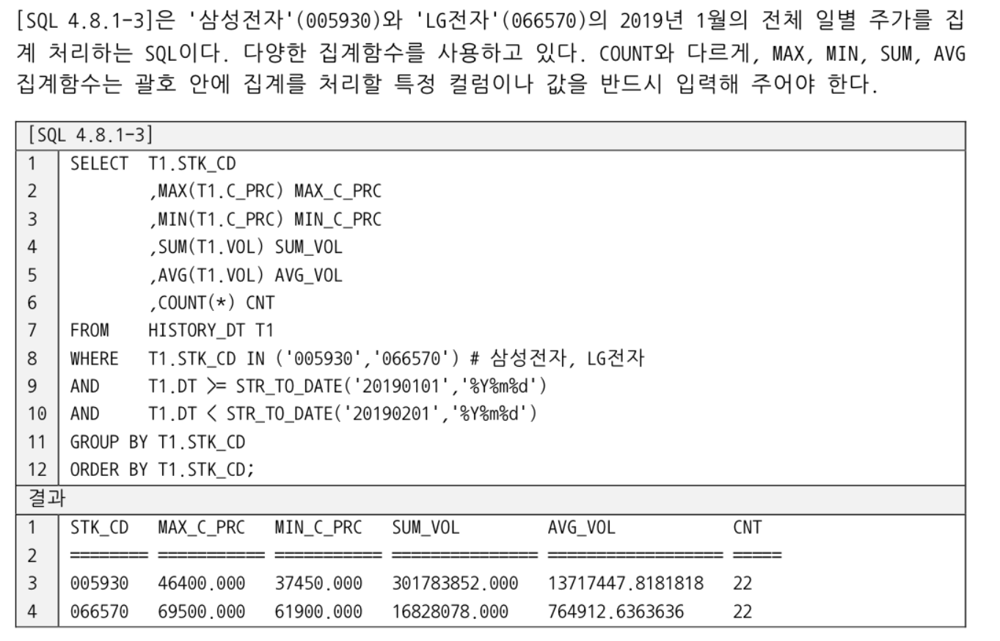 [SQL 4.8.1-3]은 '삼성전자'(005930)와 'LG전자'(066570)의 2019년 1월의 전체 일별 주가를 집
계 처리하는 SQL이다. 다양한 집계함수를 사용하고 있다. COUNT와 다르게, MAX, MIN, SUM, AVG
집계함수는 괄호 안에 집계를 처리할 특정 컬럼이나 값을 반드시 입력해 주어야 한다.
[SQL 4.8.1-3]
1 SELECT T1.STK_CD
2 ,MAX(T1.C_PRC) MAX_C_PRC
3 ,MIN(T1.C_PRC) MIN_C_PRC
4 ,SUM(T1.VOL) SUM_VOL
5 ,AVG(T1.VOL) AVG_VOL
6 ,COUNT(*) CNT
7 FROM HISTORY_DT T1
8 WHERE T1.STK_CD IN ('005930','066570') # 삼성전자, LG전자
9 AND T1.DT >= STR_TO_DATE('20190101','%Y%m%d')
10 AND T1.DT < STR_TO_DATE('20190201','%Y%m%d')
11 GROUP BY T1.STK_CD
12 ORDER BY T1.STK_CD;
결과
1 STK_CD MAX_C_PRC MIN_C_PRC SUM_VOL AVG_VOL CNT
2 ======== =========== =========== =============== ================== =====
3 005930 46400.000 37450.000 301783852.000 13717447.8181818 22
4 066570 69500.000 61900.000 16828078.000 764912.6363636 22